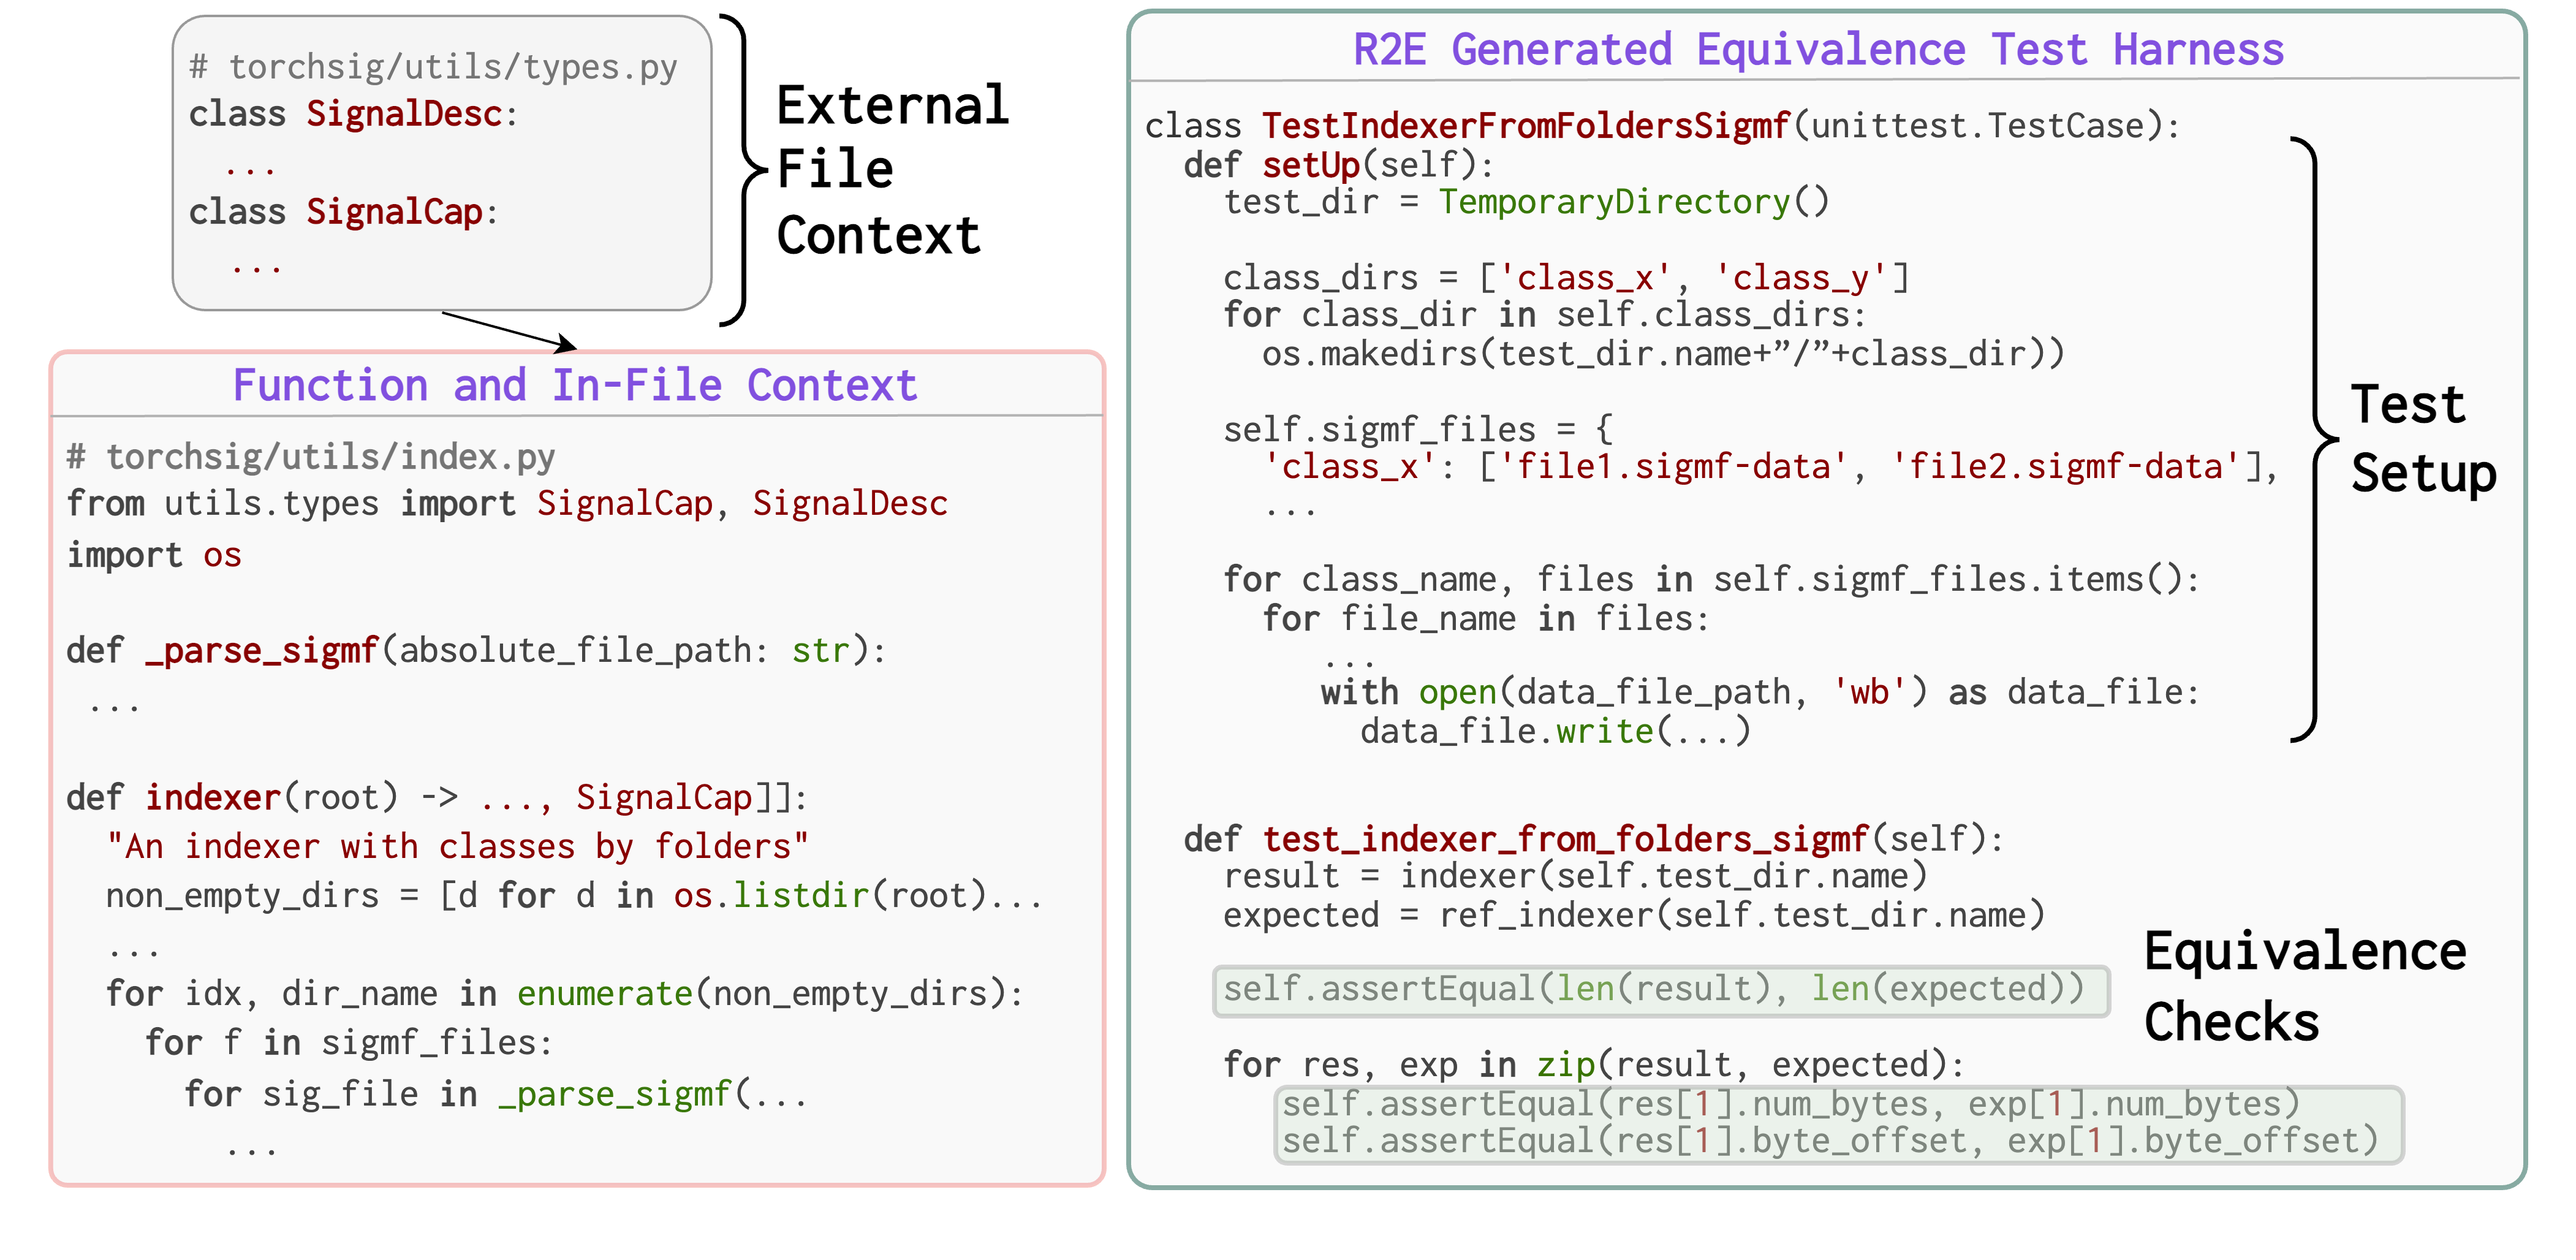 # torchsig/utils/types.py
class SignalDesc:
...
class SignalCap:
...
External
File
Context
Function and In-File Context
# torchsig/utils/index.py
from utils.types import SignalCap, SignalDesc
import os
def _parse_sigmf(absolute_file_path: str):
...
def indexer(root) -> ..., SignalCap]]:
"An indexer with classes by folders"
non_empty_dirs = [d for d in os.listdir(root)...
...
for idx, dir_name in enumerate(non_empty_dirs):
for f in sigmf_files:
for sig_file in _parse_sigmf(...
...
R2E Generated Equivalence Test Harness
class TestIndexerFromFoldersSigmf(unittest.TestCase):
def setUp(self):
test_dir = TemporaryDirectory()
class_dirs = ['class_x', 'class_y']
for class_dir in self.class_dirs:
os.makedirs(test_dir.name+”/”+class_dir))
self.sigmf_files = {
'class_x': ['file1.sigmf-data', 'file2.sigmf-data'],
...
for class_name, files in self.sigmf_files.items():
for file_name in files:
...
with open(data_file_path, 'wb') as data_file:
data_file.write(...)
Test
Setup
def test_indexer_from_folders_sigmf(self):
result = indexer(self.test_dir.name)
expected = ref_indexer(self.test_dir.name)
self.assertEqual(len(result), len(expected))
for res, exp in zip(result, expected):
self.assertEqual(res[1].num_bytes, exp[1].num_bytes)
self.assertEqual(res[1].byte_offset, exp[1].byte_offset)
Equivalence
Checks